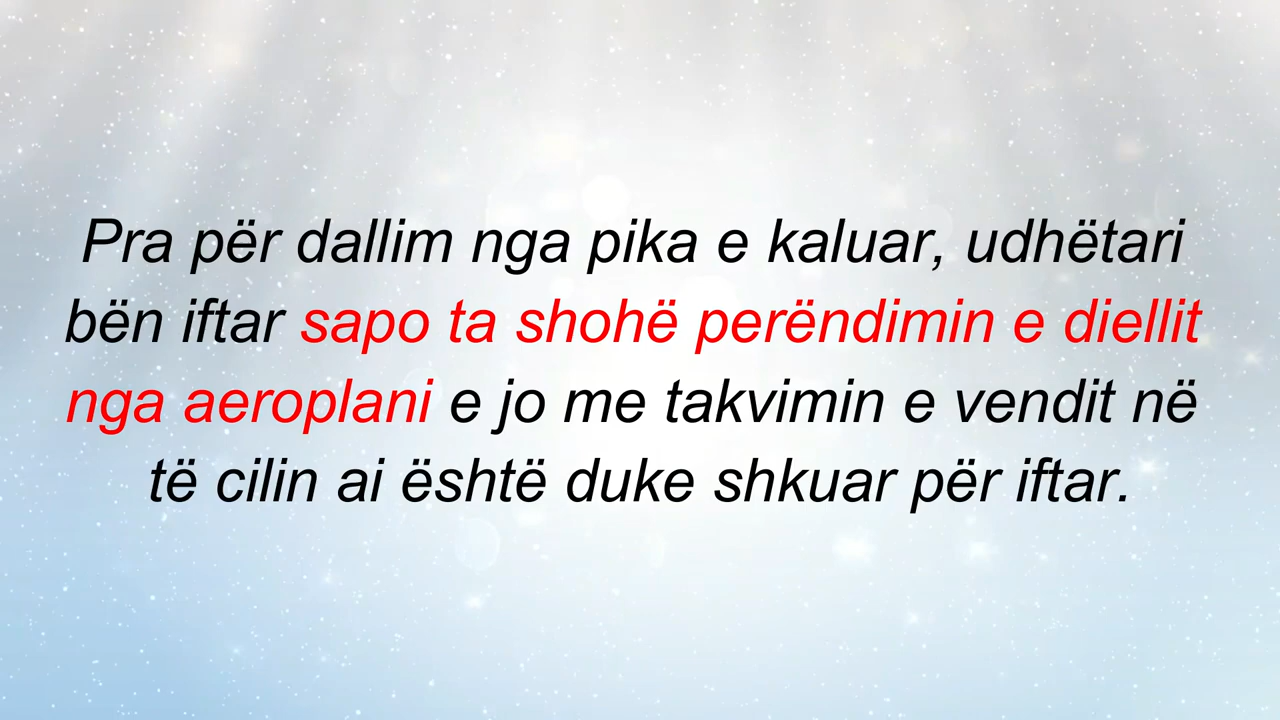 Pra për dallim nga pika e kaluar, udhëtari
bën iftar sapo ta shohë perëndimin e diellit
nga aeroplani e jo me takvimin e vendit në
të cilin ai është duke shkuar për iftar.